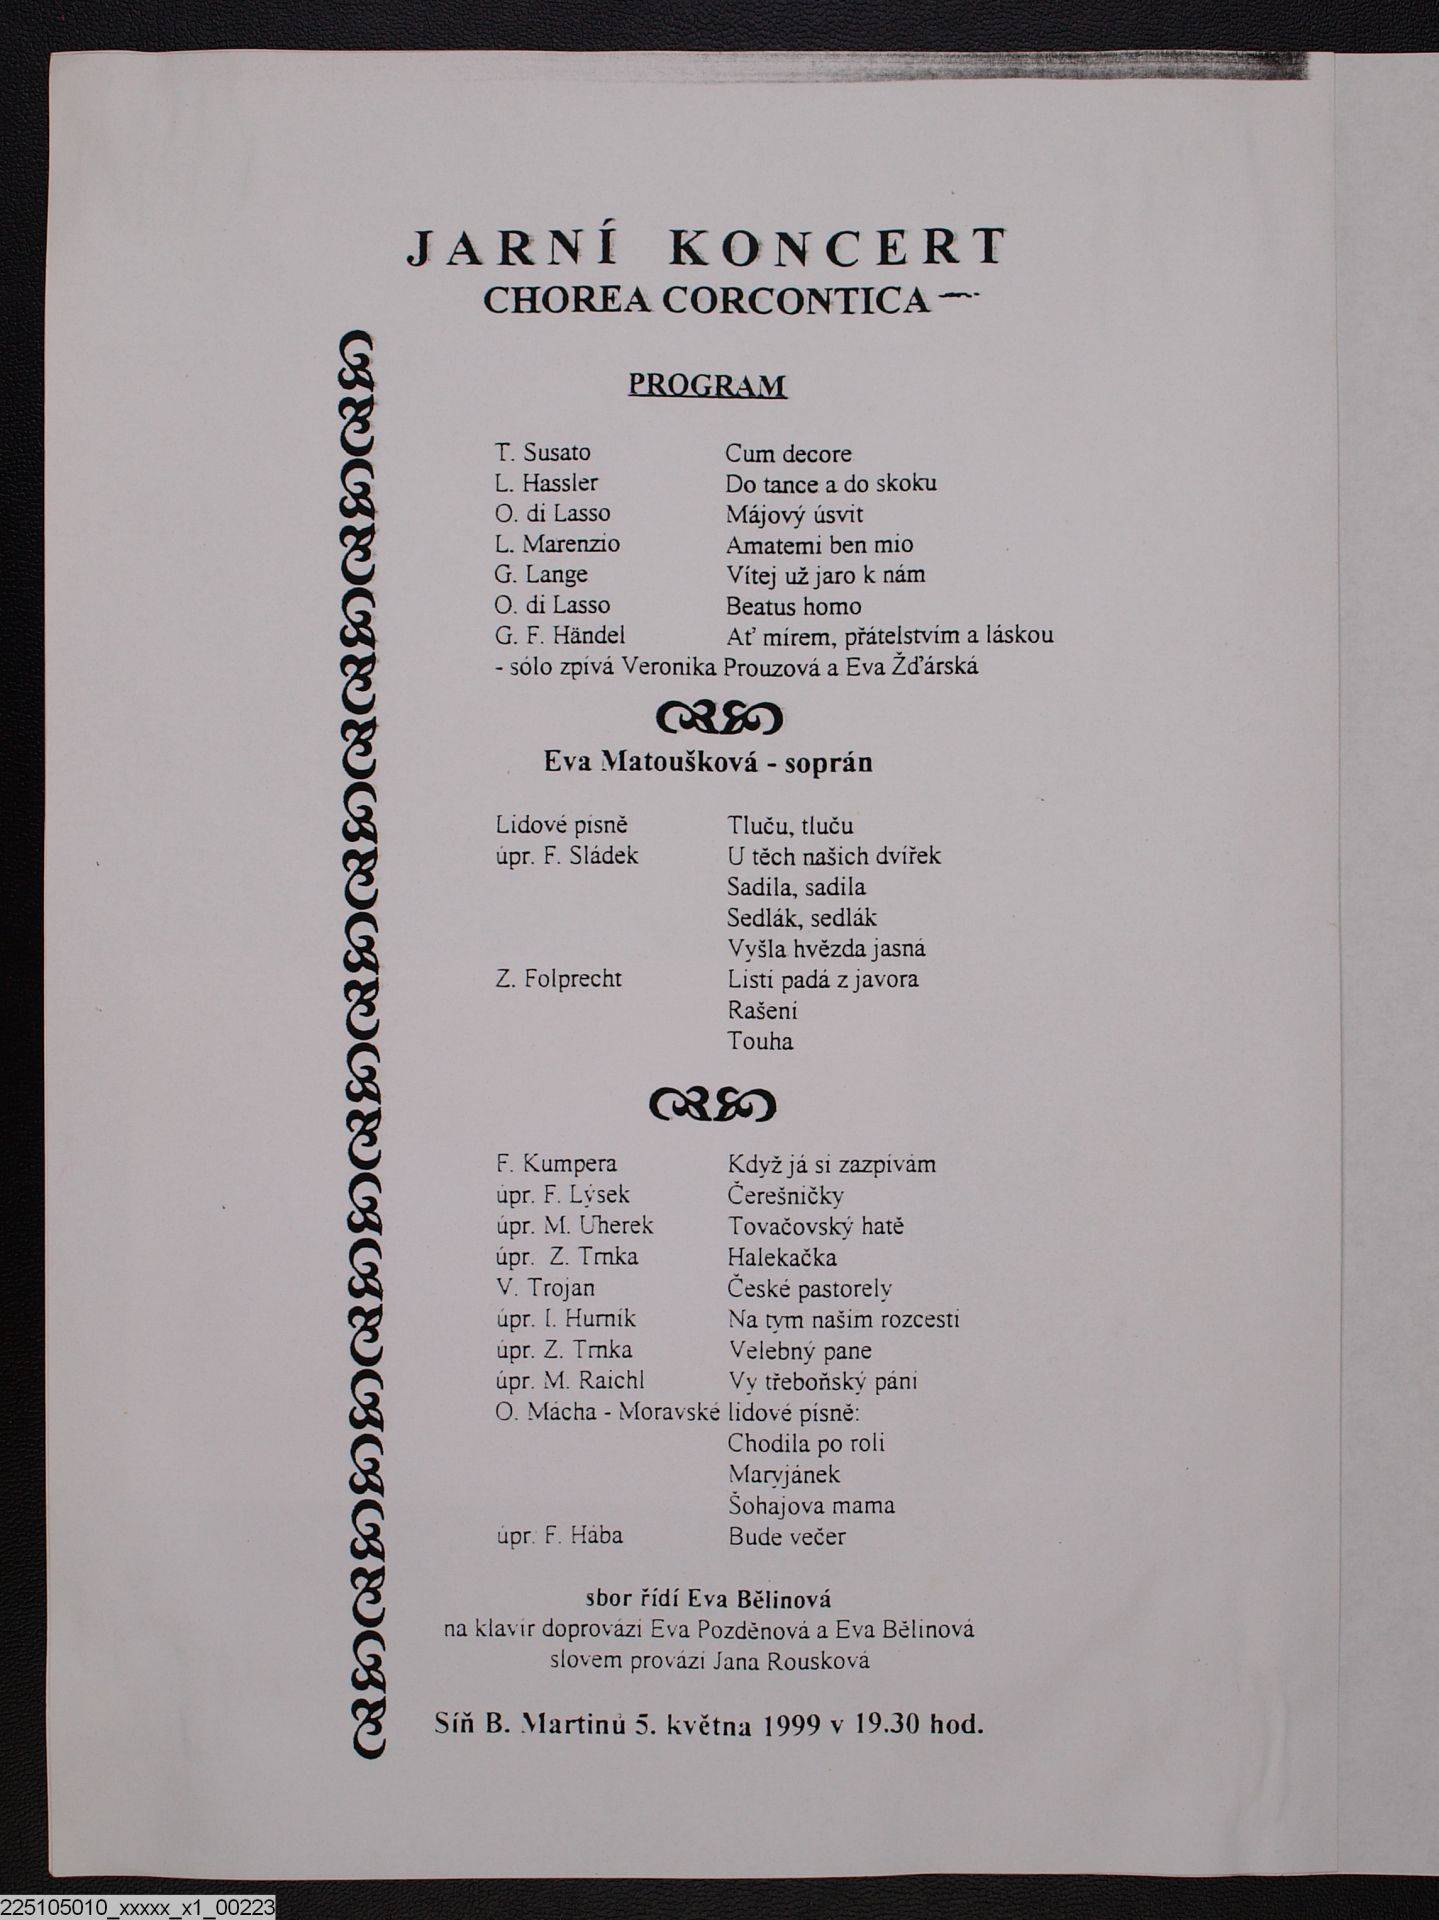 JARNÍ KONCERT
CHOREA CORCONTICA
PROGRAM
T. Susato Cum decore
L. Hassler Do tance a do skoku
O. di Lasso Májový úsvit
L. Marenzio Amatemi ben mio
G. Lange Vítej už jaro k nám
O. di Lasso Beatus homo
G. F. Händel Ať mírem, přátelstvím a láskou
- sólo zpívá Veronika Prouzová a Eva Žďárská
Eva Matoušková - soprán
Lidové písně Tluču, tluču
úpr. F. Sládek U těch našich dvířek
Sadila, sadila
Sedlák, sedlák
Vyšla hvězda jasná
Z. Folprecht Listí padá z javora
Rašení
Touha
F. Kumpera Když já si zazpívám
úpr. F. Lýsek Čerešničky
úpr. M. Uherek Tovačovský hatě
úpr. Z. Trnka Halekačka
V. Trojan České pastorely
úpr. I. Hurník Na tym našim rozcesti
úpr. Z. Trnka Velebný pane
úpr. M. Raichl Vy třeboňský páni
O. Mácha - Moravské lidové písně:
Chodila po roli
Maryjánek
Šohajova mama
úpr. F. Hába Bude večer
sbor řídí Eva Bělinová
na klavír doprovází Eva Pozděnová a Eva Bělinová
slovem provází Jana Rousková
Síň B. Martinů 5. května 1999 v 19.30 hod.
225105010_xxxxx_x1_00223